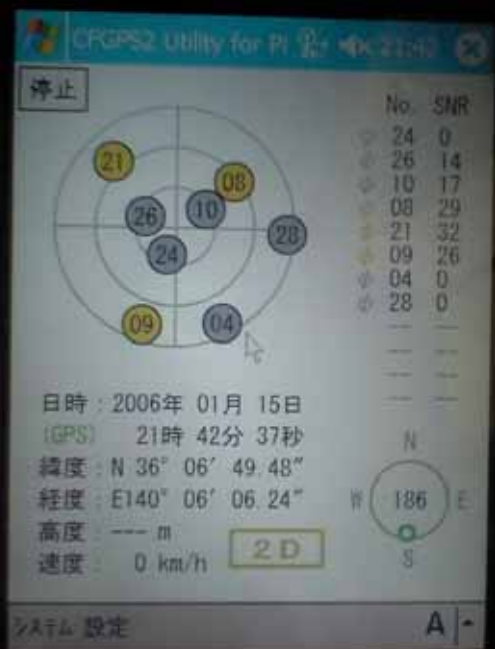 CFGPS2 Utility for P
停止
No. SNR
24 0
26 14
10 17
08 29
21 32
09 26
04 0
28 0
--- ---
--- ---
--- ---
--- ---
21
08
26
10
28
24
09
04
日時 : 2006年 01月 15日
(GPS) 21時 42分 37秒
緯度 : N 36° 06′ 49.48″
経度 : E140° 06′ 06.24″
高度 : --- m
速度 : 0 km/h
2D
N
W 186 E
S
システム 設定
A